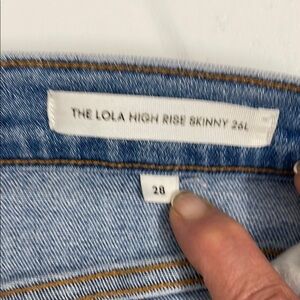 THE LOLA HIGH RISE SKINNY 26L
28